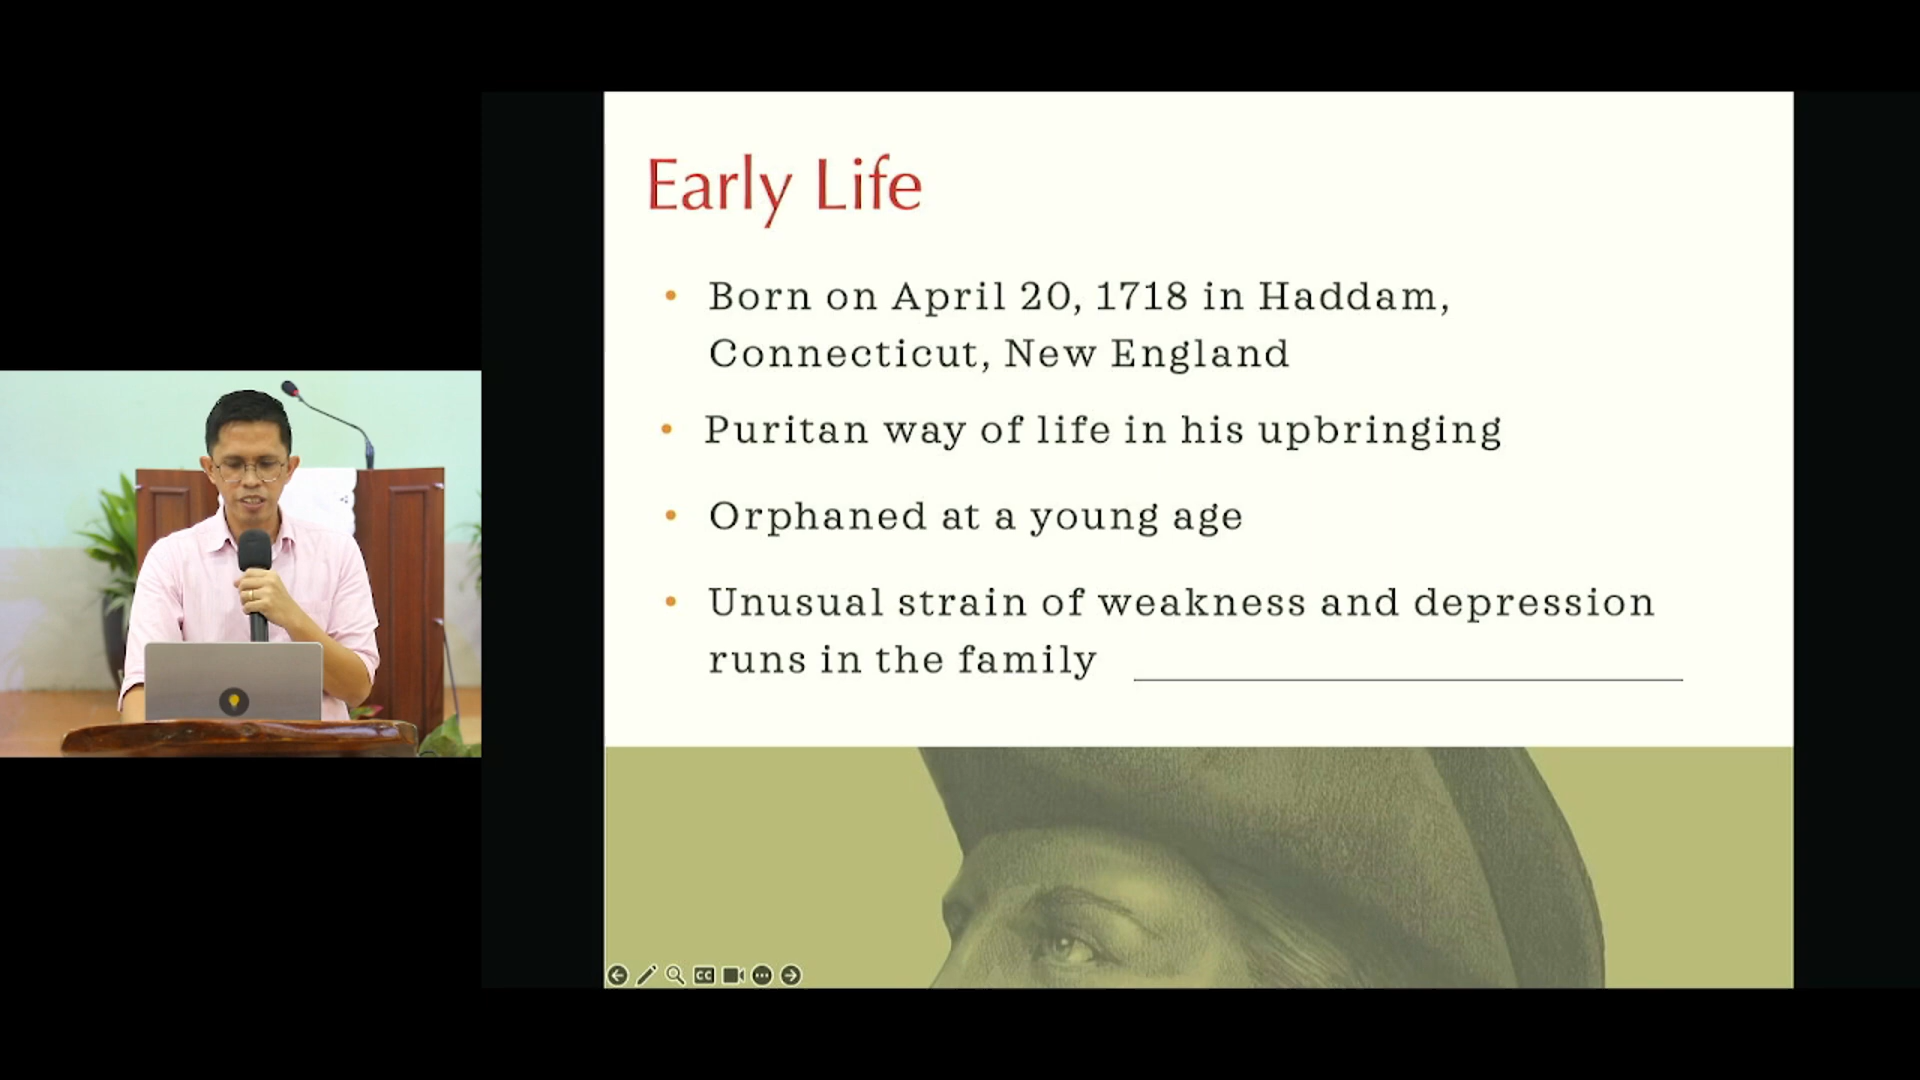 Early Life
• Born on April 20, 1718 in Haddam,
Connecticut, New England
• Puritan way of life in his upbringing
• Orphaned at a young age
• Unusual strain of weakness and depression
runs in the family
CC